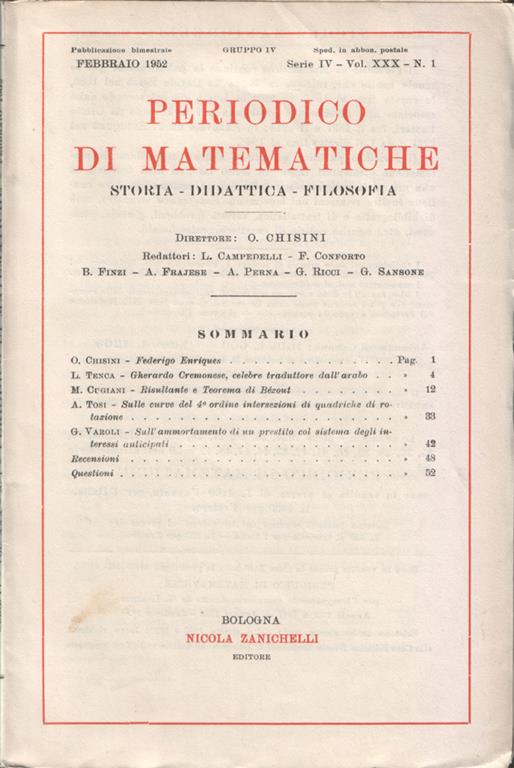 Pubblicazione bimestrale GRUPPO IV Sped. in abbon. postale
FEBBRAIO 1952 Serie IV – Vol. XXX – N. 1
PERIODICO
DI MATEMATICHE
STORIA - DIDATTICA - FILOSOFIA
DIRETTORE: O. CHISINI
Redattori: L. CAMPEDELLI - F. CONFORTO
B. FINZI - A. FRAJESE - A. PERNA - G. RICCI - G. SANSONE
SOMMARIO
O. CHISINI - Federigo Enriques . . . . . . . . . . . . . . . Pag. 1
L. TENCA - Gherardo Cremonese, celebre traduttore dall'arabo . . » 4
M. CUGIANI - Risultante e Teorema di Bézout . . . . . . . . . » 12
A. TOSI - Sulle curve del 4º ordine intersezioni di quadriche di ro-
tazione . . . . . . . . . . . . . . . . . . . . . . . » 33
G. VAROLI - Sull'ammortamento di un prestito col sistema degli in-
teressi anticipati . . . . . . . . . . . . . . . . . . . » 42
Recensioni . . . . . . . . . . . . . . . . . . . . . . . . » 48
Questioni . . . . . . . . . . . . . . . . . . . . . . . . » 52
BOLOGNA
NICOLA ZANICHELLI
EDITORE